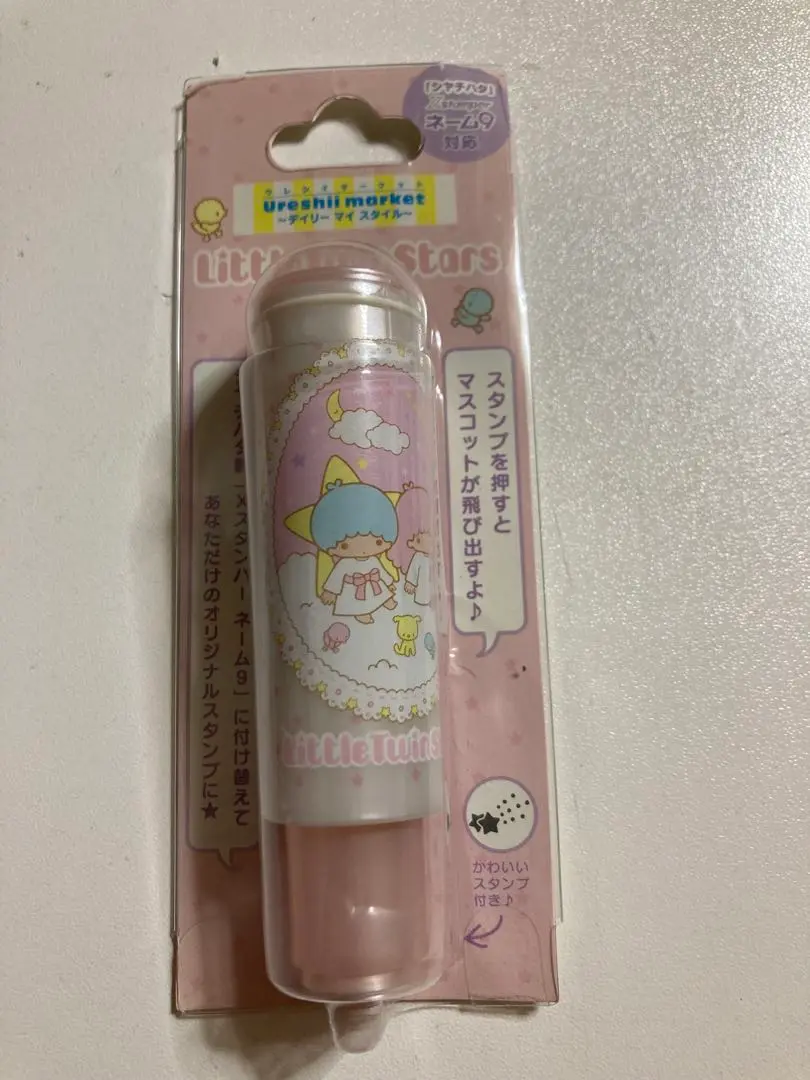 「シヤチハタ」
Xstamper
ネーム9
対応
ウレシイマーケット
Ureshii market
~デイリー マイ スタイル~
Little Stars
スタンプを押すと
マスコットが飛び出すよ♪
Xスタンパー ネーム9」に付け替えて
あなただけのオリジナルスタンプに★
Little Twin S
かわいい
スタンプ
付き♪